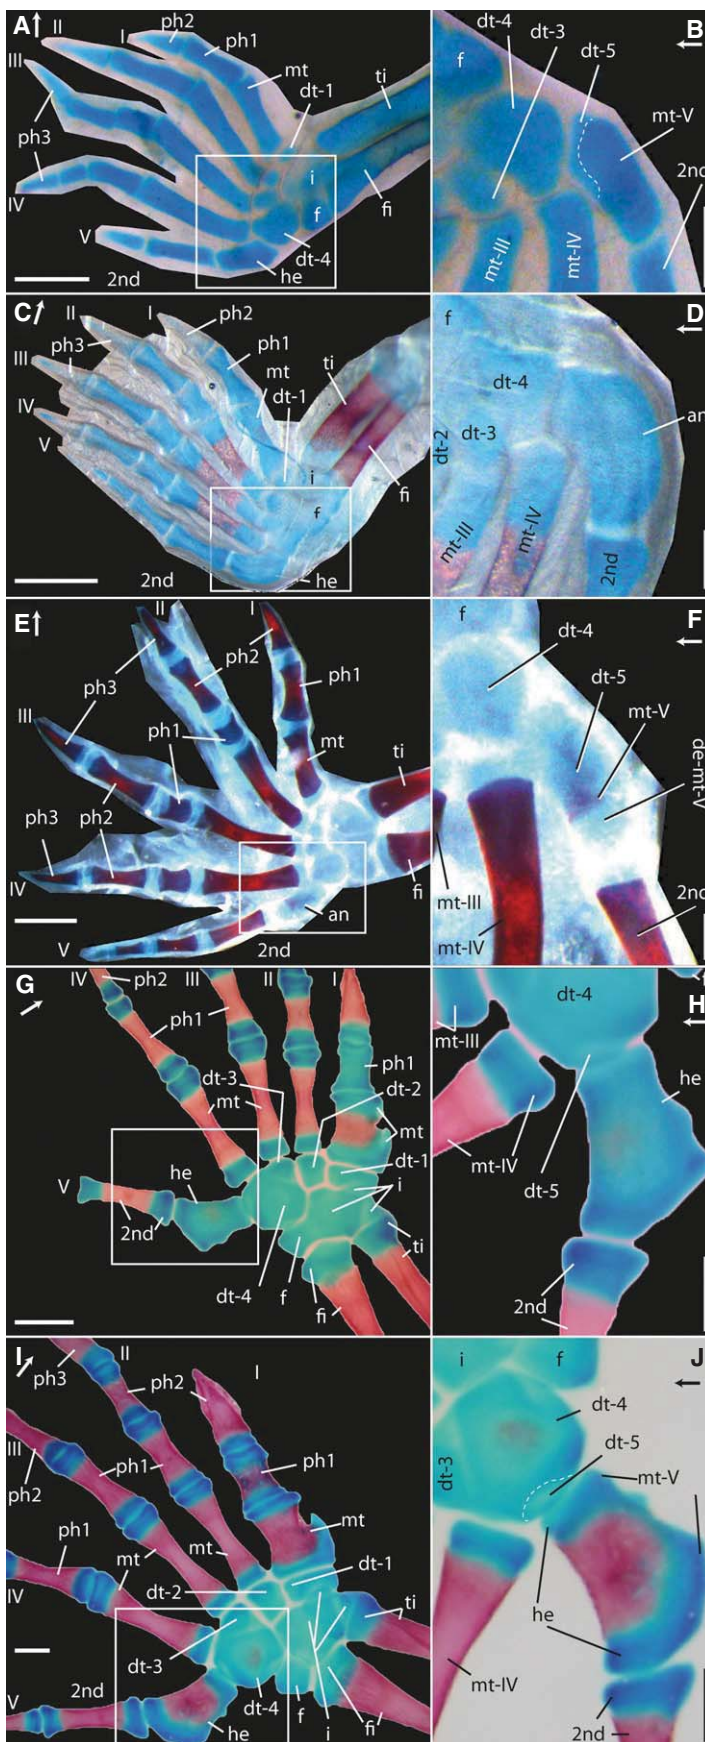 A
II
I
ph2
ph1
III
mt
dt-1
ti
ph3
i
f
fi
IV
V
dt-4
he
2nd
B
dt-4
dt-3
dt-5
f
mt-V
2nd
mt-III
mt-IV
C
II
I
ph2
ph3
ph1
III
mt
ti
dt-1
IV
V
i
f
fi
2nd
he
D
f
dt-4
an
dt-2
dt-3
mt-III
mt-IV
2nd
E
II
I
ph2
ph3
ph1
III
ph1
mt
ti
ph3
ph2
IV
an
fi
V
2nd
F
f
dt-4
dt-5
mt-V
de-mt-V
mt-III
mt-IV
2nd
G
IV
ph2
III
II
I
ph1
ph1
dt-3
dt-2
mt
mt
dt-1
he
V
i
2nd
ti
dt-4
f
fi
H
dt-4
mt-III
he
mt-IV
dt-5
2nd
I
II
I
ph3
ph2
III
ph1
ph1
ph2
mt
ph1
mt
mt
dt-1
dt-2
IV
ti
dt-3
V
2nd
dt-4
he
f
i
fi
J
i
f
dt-4
dt-5
dt-3
mt-V
he
mt-IV
2nd